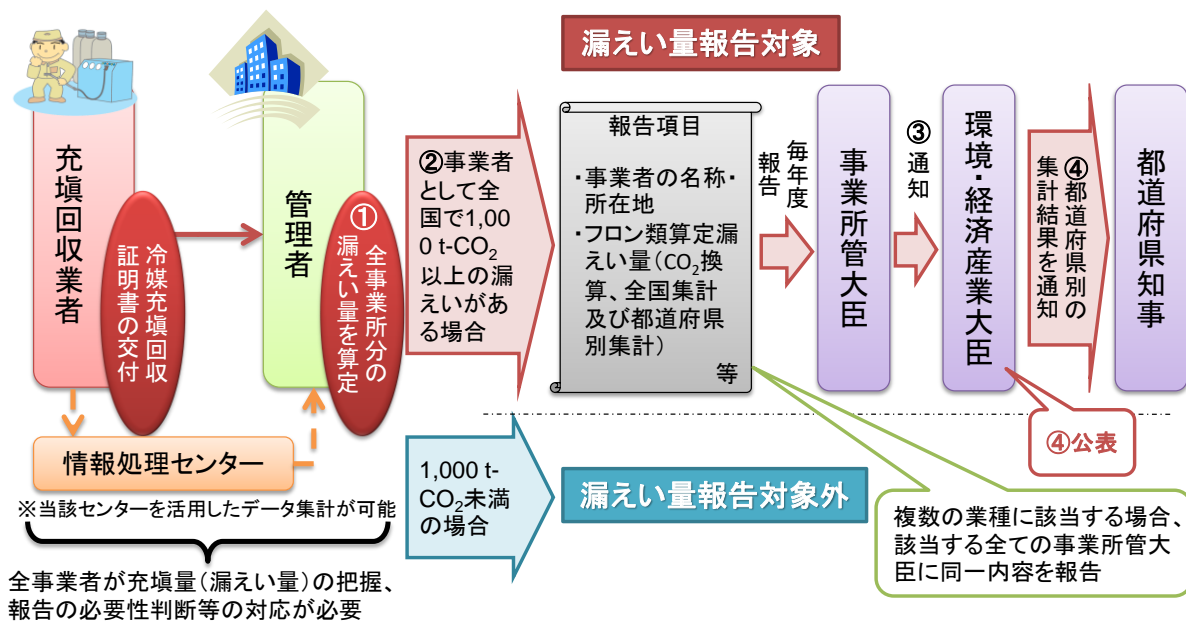 漏えい量報告対象
充塡回収業者
冷媒充塡回収
証明書の交付
管理者
①全事業所分の
漏えい量を算定
②事業者
として全
国で1,00
0 t-CO₂
以上の漏
えいがあ
る場合
報告項目
・事業者の名称・
所在地
・フロン類算定漏
えい量(CO₂換
算、全国集計
及び都道府県
別集計)
等
毎年度
報告
事業所管大臣
③通知
環境・経済産業大臣
④都道府県別の
集計結果を通知
都道府県知事
④公表
情報処理センター
※当該センターを活用したデータ集計が可能
全事業者が充塡量(漏えい量)の把握、
報告の必要性判断等の対応が必要
1,000 t-
CO₂未満
の場合
漏えい量報告対象外
複数の業種に該当する場合、
該当する全ての事業所管大
臣に同一内容を報告